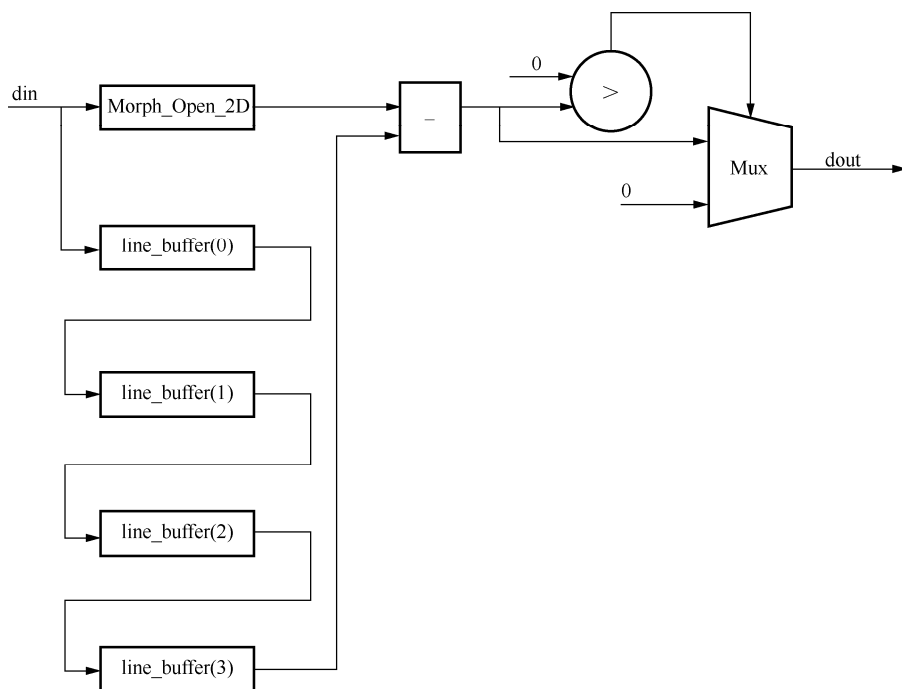 0
din
Morph_Open_2D
>
–
Mux
dout
0
line_buffer(0)
line_buffer(1)
line_buffer(2)
line_buffer(3)